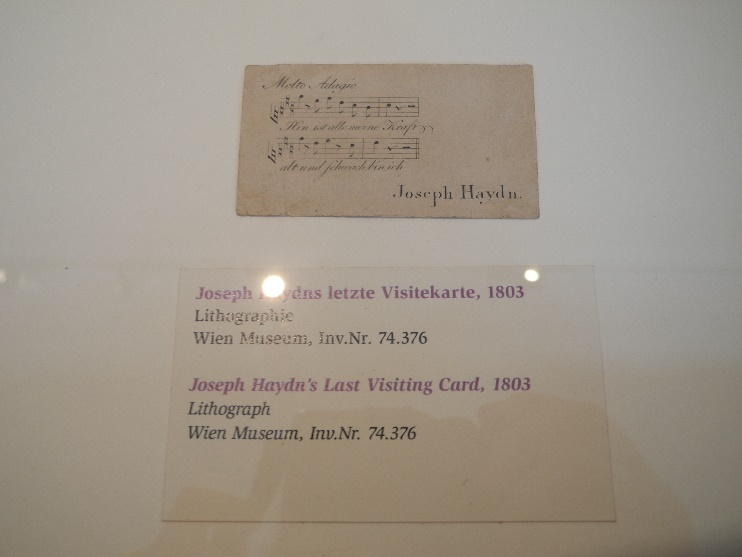 Molto Adagio
Hin ist alle meine Kraft
alt und schwach bin ich
Joseph Haydn.
Joseph Haydns letzte Visitekarte, 1803
Lithographie
Wien Museum, Inv.Nr. 74.376
Joseph Haydn's Last Visiting Card, 1803
Lithograph
Wien Museum, Inv.Nr. 74.376